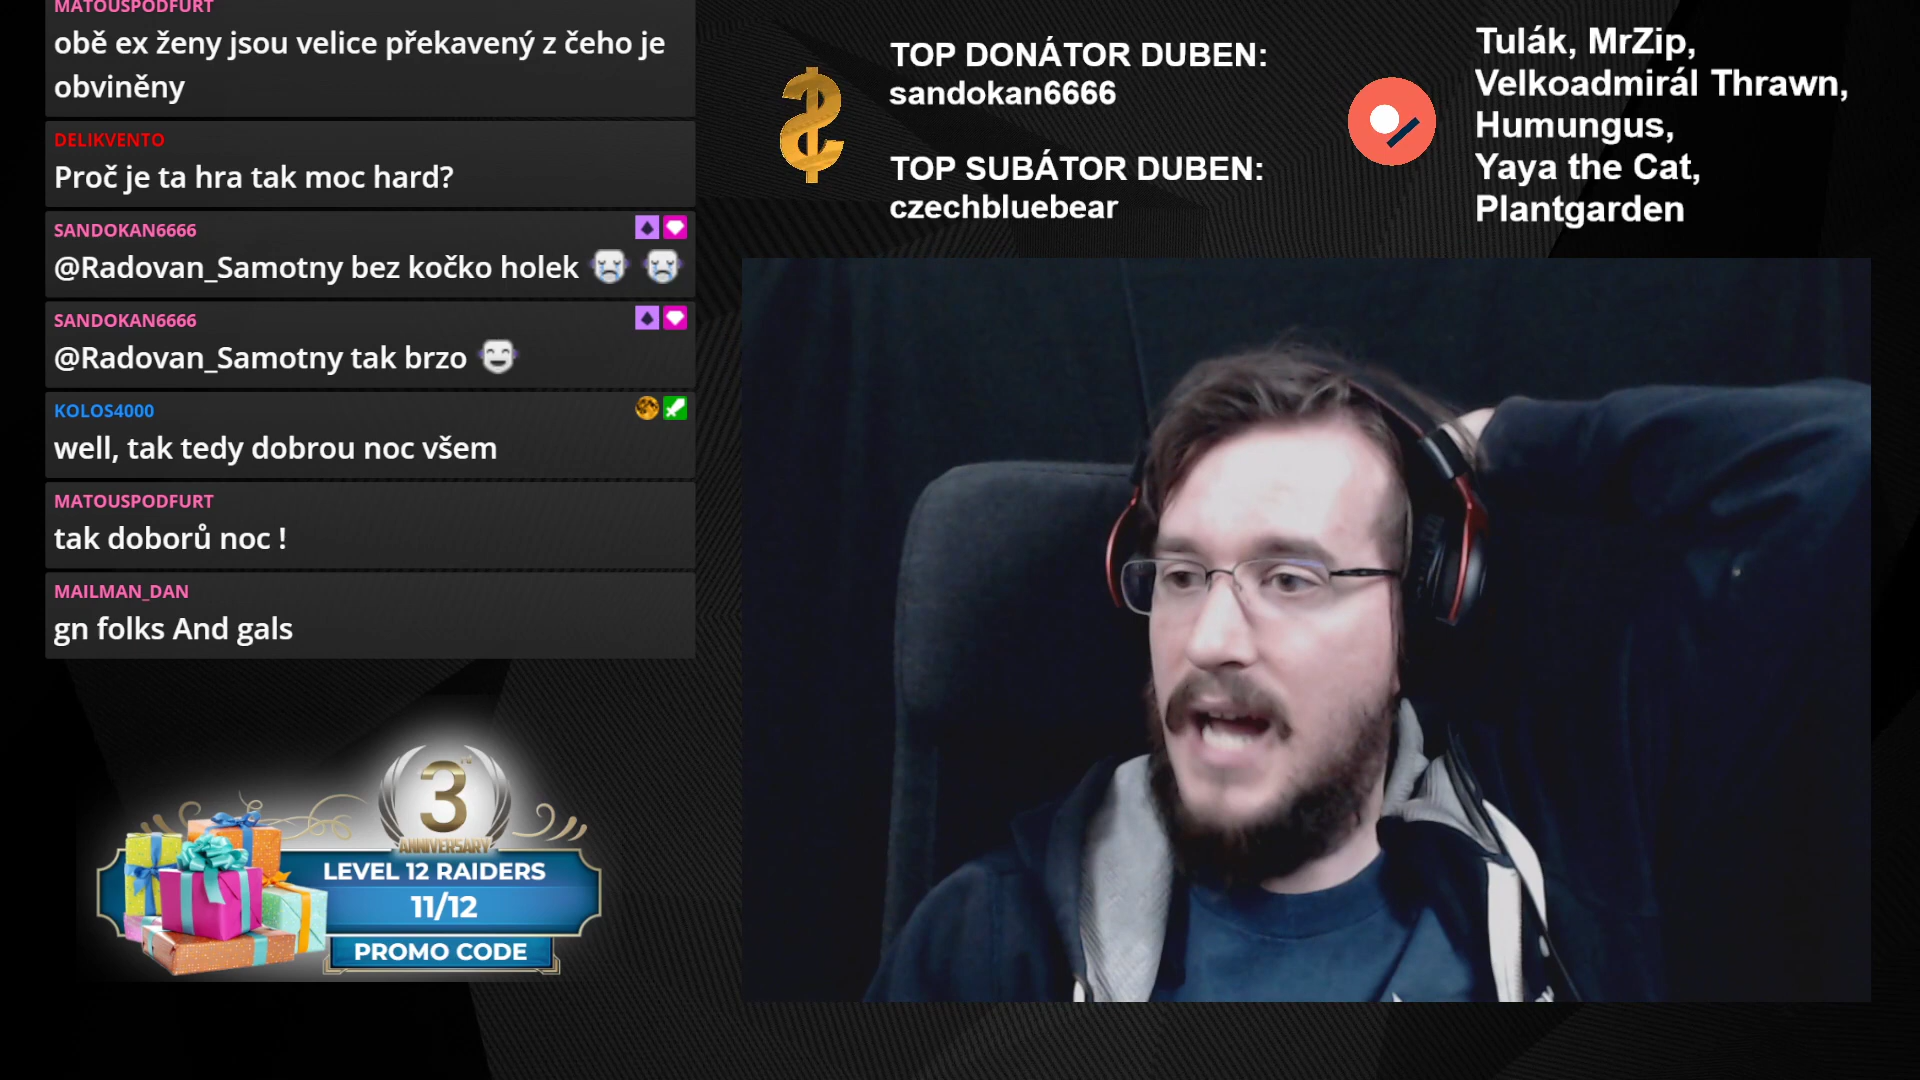 MATOUSPODFURT
obě ex ženy jsou velice překavený z čeho je
obviněny
DELIKVENTO
Proč je ta hra tak moc hard?
SANDOKAN6666
@Radovan_Samotny bez kočko holek
SANDOKAN6666
@Radovan_Samotny tak brzo
KOLOS4000
well, tak tedy dobrou noc všem
MATOUSPODFURT
tak doborů noc !
MAILMAN_DAN
gn folks And gals
TOP DONÁTOR DUBEN:
sandokan6666
TOP SUBÁTOR DUBEN:
czechbluebear
Tulák, MrZip,
Velkoadmirál Thrawn,
Humungus,
Yaya the Cat,
Plantgarden
3rd
ANNIVERSARY
LEVEL 12 RAIDERS
11/12
PROMO CODE